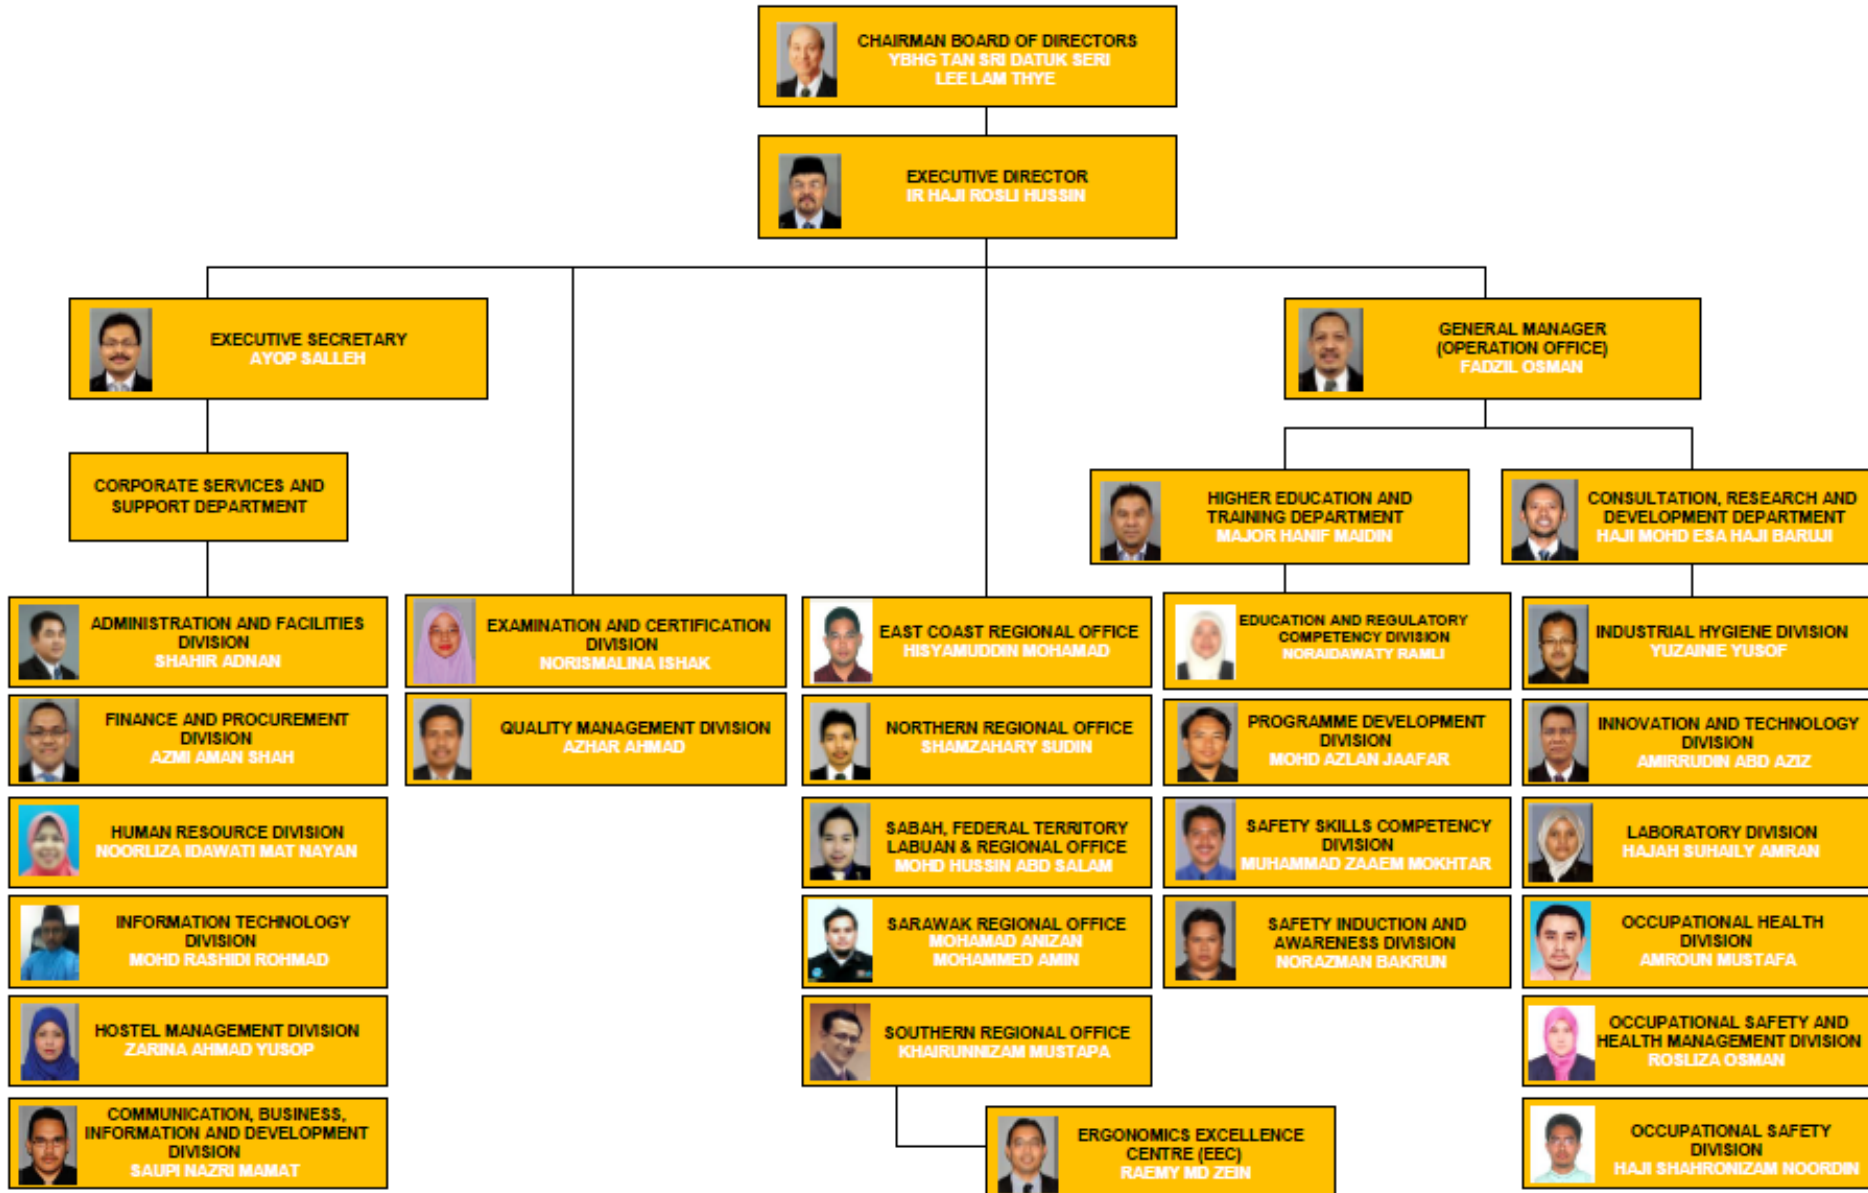 CHAIRMAN BOARD OF DIRECTORS
YBHG TAN SRI DATUK SERI
LEE LAM THYE
EXECUTIVE DIRECTOR
IR HAJI ROSLI HUSSIN
EXECUTIVE SECRETARY
AYOP SALLEH
GENERAL MANAGER
(OPERATION OFFICE)
FADZIL OSMAN
CORPORATE SERVICES AND
SUPPORT DEPARTMENT
HIGHER EDUCATION AND
TRAINING DEPARTMENT
MAJOR HANIF MAIDIN
CONSULTATION, RESEARCH AND
DEVELOPMENT DEPARTMENT
HAJI MOHD ESA HAJI BARUJI
ADMINISTRATION AND FACILITIES
DIVISION
SHAHIR ADNAN
FINANCE AND PROCUREMENT
DIVISION
AZMI AMAN SHAH
HUMAN RESOURCE DIVISION
NOORLIZA IDAWATI MAT NAYAN
INFORMATION TECHNOLOGY
DIVISION
MOHD RASHIDI ROHMAD
HOSTEL MANAGEMENT DIVISION
ZARINA AHMAD YUSOP
COMMUNICATION, BUSINESS,
INFORMATION AND DEVELOPMENT
DIVISION
SAUPI NAZRI MAMAT
EXAMINATION AND CERTIFICATION
DIVISION
NORISMALINA ISHAK
QUALITY MANAGEMENT DIVISION
AZHAR AHMAD
EAST COAST REGIONAL OFFICE
HISYAMUDDIN MOHAMAD
NORTHERN REGIONAL OFFICE
SHAMZAHARY SUDIN
SABAH, FEDERAL TERRITORY
LABUAN & REGIONAL OFFICE
MOHD HUSSIN ABD SALAM
SARAWAK REGIONAL OFFICE
MOHAMAD ANIZAN
MOHAMMED AMIN
SOUTHERN REGIONAL OFFICE
KHAIRUNNIZAM MUSTAPA
ERGONOMICS EXCELLENCE
CENTRE (EEC)
RAEMY MD ZEIN
EDUCATION AND REGULATORY
COMPETENCY DIVISION
NORAIDAWATY RAMLI
PROGRAMME DEVELOPMENT
DIVISION
MOHD AZLAN JAAFAR
SAFETY SKILLS COMPETENCY
DIVISION
MUHAMMAD ZAAEM MOKHTAR
SAFETY INDUCTION AND
AWARENESS DIVISION
NORAZMAN BAKRUN
INDUSTRIAL HYGIENE DIVISION
YUZAINIE YUSOF
INNOVATION AND TECHNOLOGY
DIVISION
AMIRRUDIN ABD AZIZ
LABORATORY DIVISION
HAJAH SUHAILY AMRAN
OCCUPATIONAL HEALTH
DIVISION
AMROUN MUSTAFA
OCCUPATIONAL SAFETY AND
HEALTH MANAGEMENT DIVISION
ROSLIZA OSMAN
OCCUPATIONAL SAFETY
DIVISION
HAJI SHAHRONIZAM NOORDIN